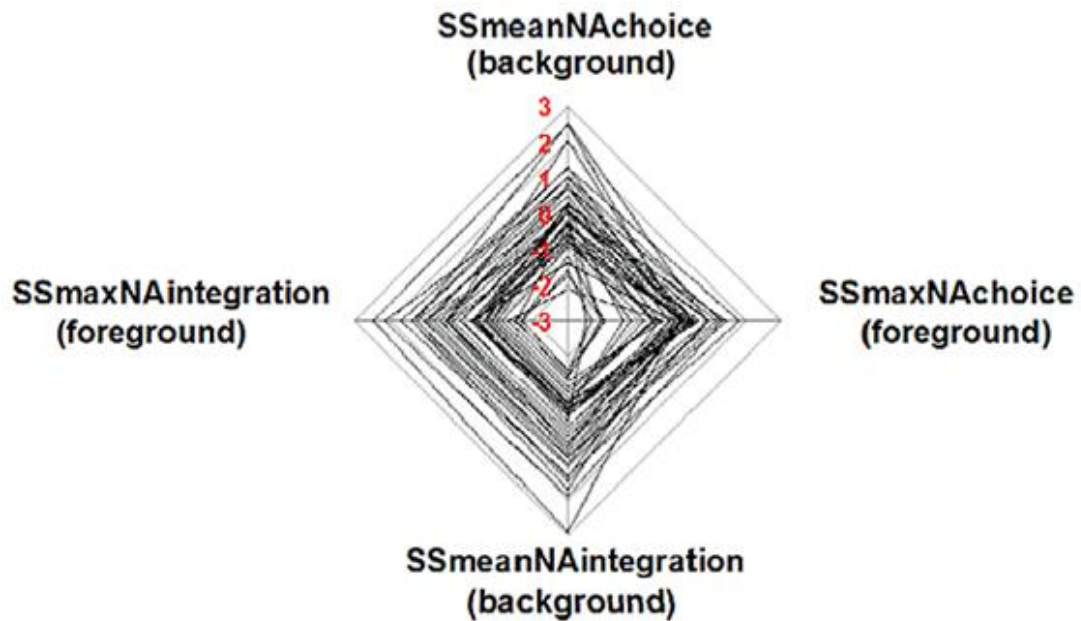 SSmeanNAchoice
(background)
3
2
1
0
-1
-2
-3
SSmaxNAintegration
(foreground)
SSmaxNAchoice
(foreground)
SSmeanNAintegration
(background)